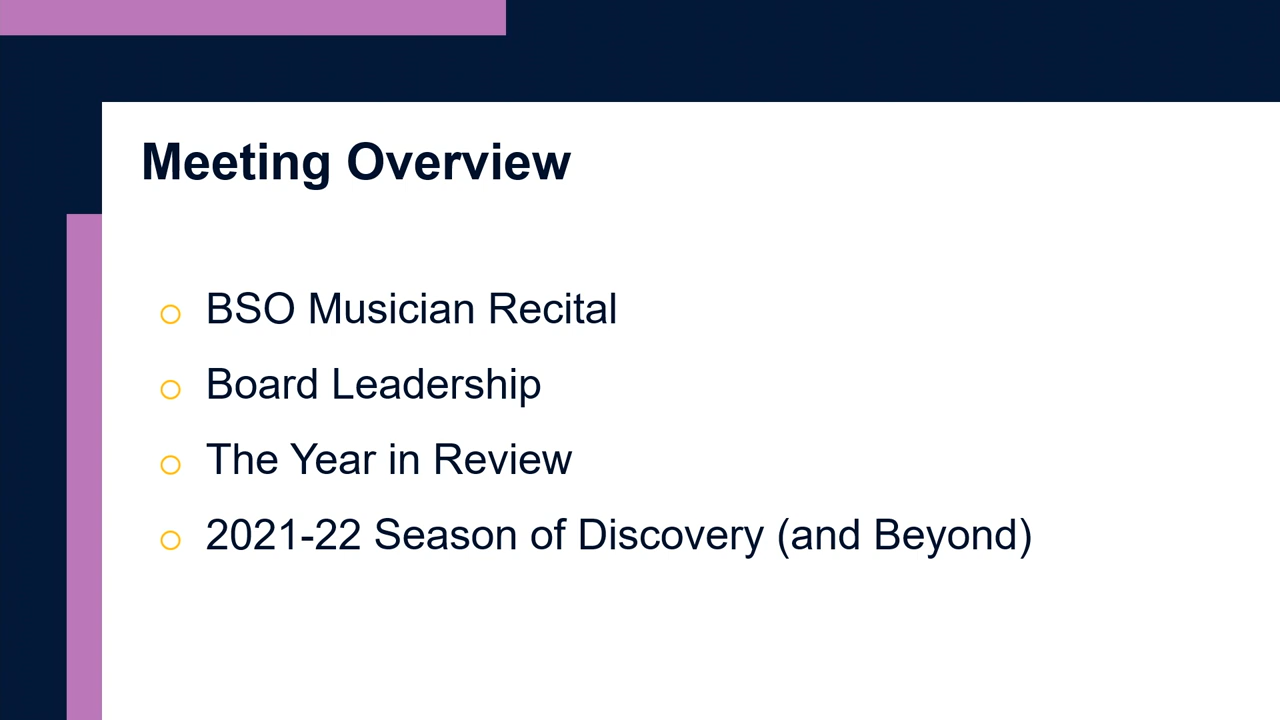 Meeting Overview
BSO Musician Recital
Board Leadership
The Year in Review
2021-22 Season of Discovery (and Beyond)